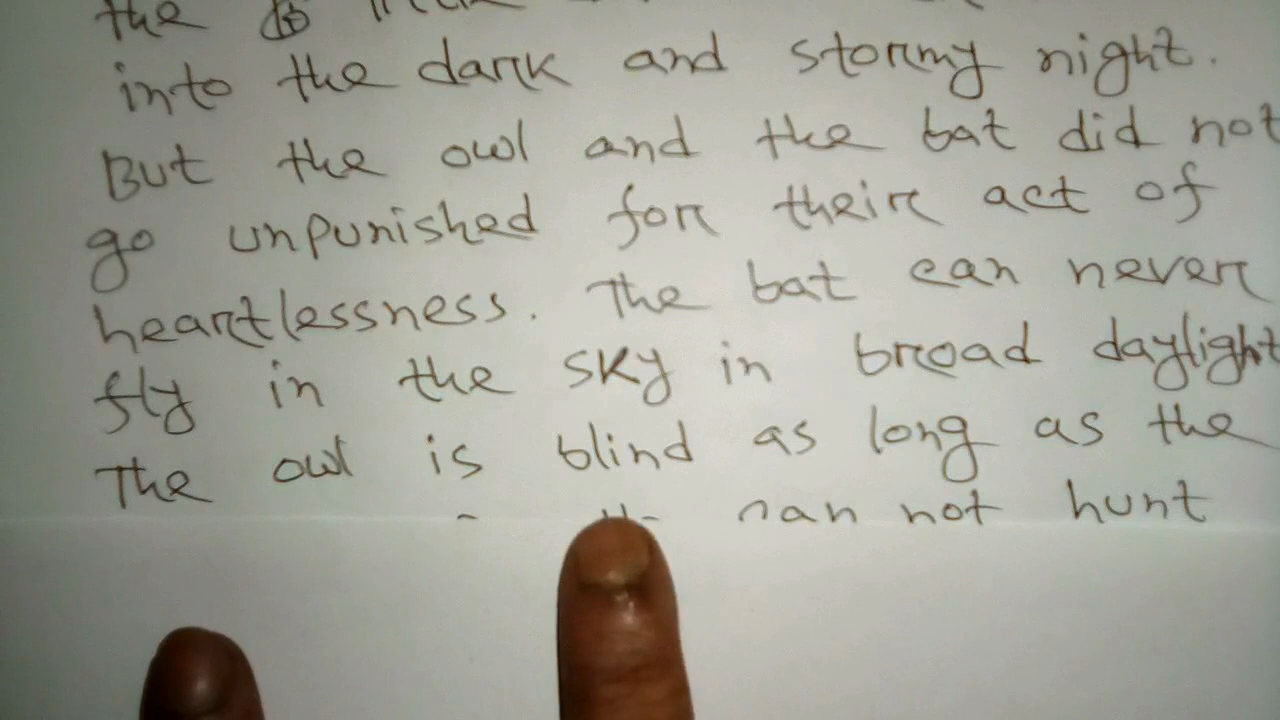 the
into the dark and stormy night.
But the owl and the bat did not
go unpunished for their act of
heartlessness. The bat can never
fly in the sky in broad daylight
The owl is blind as long as the
can not hunt